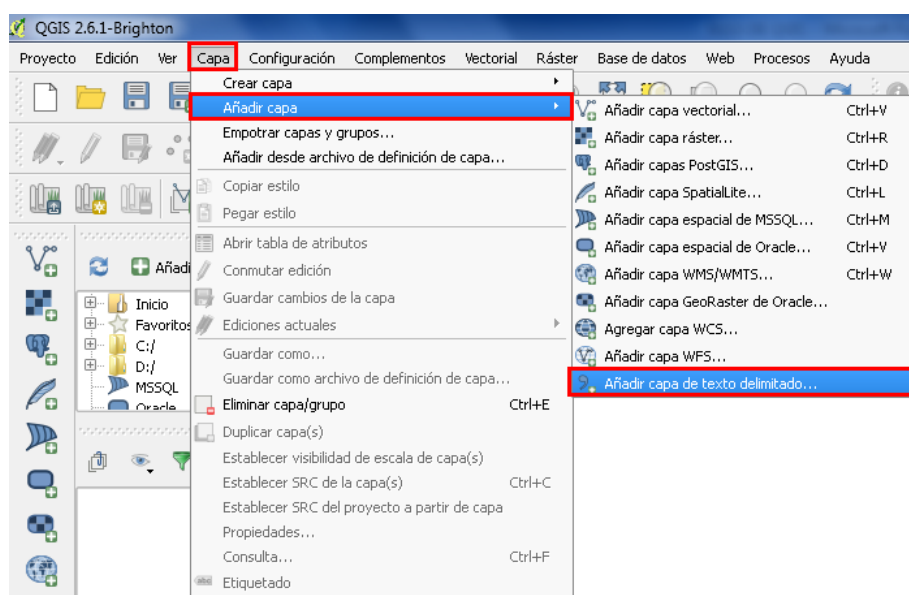 QGIS 2.6.1-Brighton
Proyecto Edición Ver Capa Configuración Complementos Vectorial Ráster Base de datos Web Procesos Ayuda
Crear capa
Añadir capa
Empotrar capas y grupos...
Añadir desde archivo de definición de capa...
Copiar estilo
Pegar estilo
Abrir tabla de atributos
Conmutar edición
Guardar cambios de la capa
Ediciones actuales
Guardar como...
Guardar como archivo de definición de capa...
Eliminar capa/grupo Ctrl+E
Duplicar capa(s)
Establecer visibilidad de escala de capa(s)
Establecer SRC de la capa(s) Ctrl+C
Establecer SRC del proyecto a partir de capa
Propiedades...
Consulta... Ctrl+F
abc Etiquetado
Añadir capa vectorial... Ctrl+V
Añadir capa ráster... Ctrl+R
Añadir capas PostGIS... Ctrl+D
Añadir capa SpatiaLite... Ctrl+L
Añadir capa espacial de MSSQL... Ctrl+M
Añadir capa espacial de Oracle... Ctrl+V
Añadir capa WMS/WMTS... Ctrl+W
Añadir capa GeoRaster de Oracle...
Agregar capa WCS...
Añadir capa WFS...
Añadir capa de texto delimitado...
Añadi
Inicio
Favoritos
C:/
D:/
MSSQL
Oracle